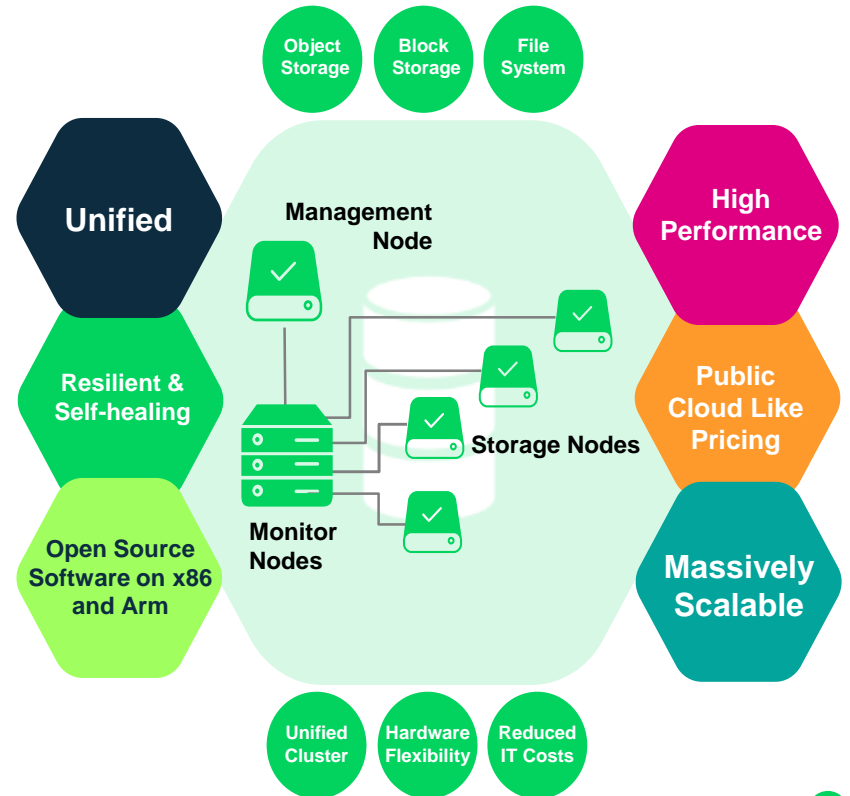 Object
Storage
Block
Storage
File
System
Unified
Resilient &
Self-healing
Open Source
Software on x86
and Arm
Management
Node
Storage Nodes
Monitor
Nodes
High
Performance
Public
Cloud Like
Pricing
Massively
Scalable
Unified
Cluster
Hardware
Flexibility
Reduced
IT Costs